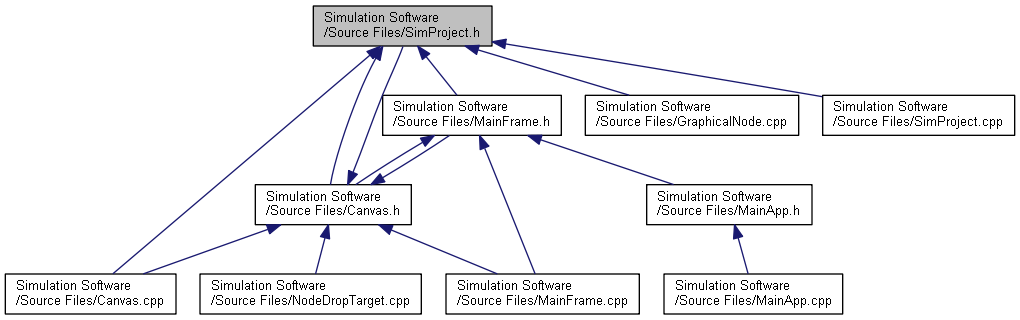 Simulation Software
/Source Files/SimProject.h
Simulation Software
/Source Files/MainFrame.h
Simulation Software
/Source Files/GraphicalNode.cpp
Simulation Software
/Source Files/SimProject.cpp
Simulation Software
/Source Files/Canvas.h
Simulation Software
/Source Files/MainApp.h
Simulation Software
/Source Files/Canvas.cpp
Simulation Software
/Source Files/NodeDropTarget.cpp
Simulation Software
/Source Files/MainFrame.cpp
Simulation Software
/Source Files/MainApp.cpp